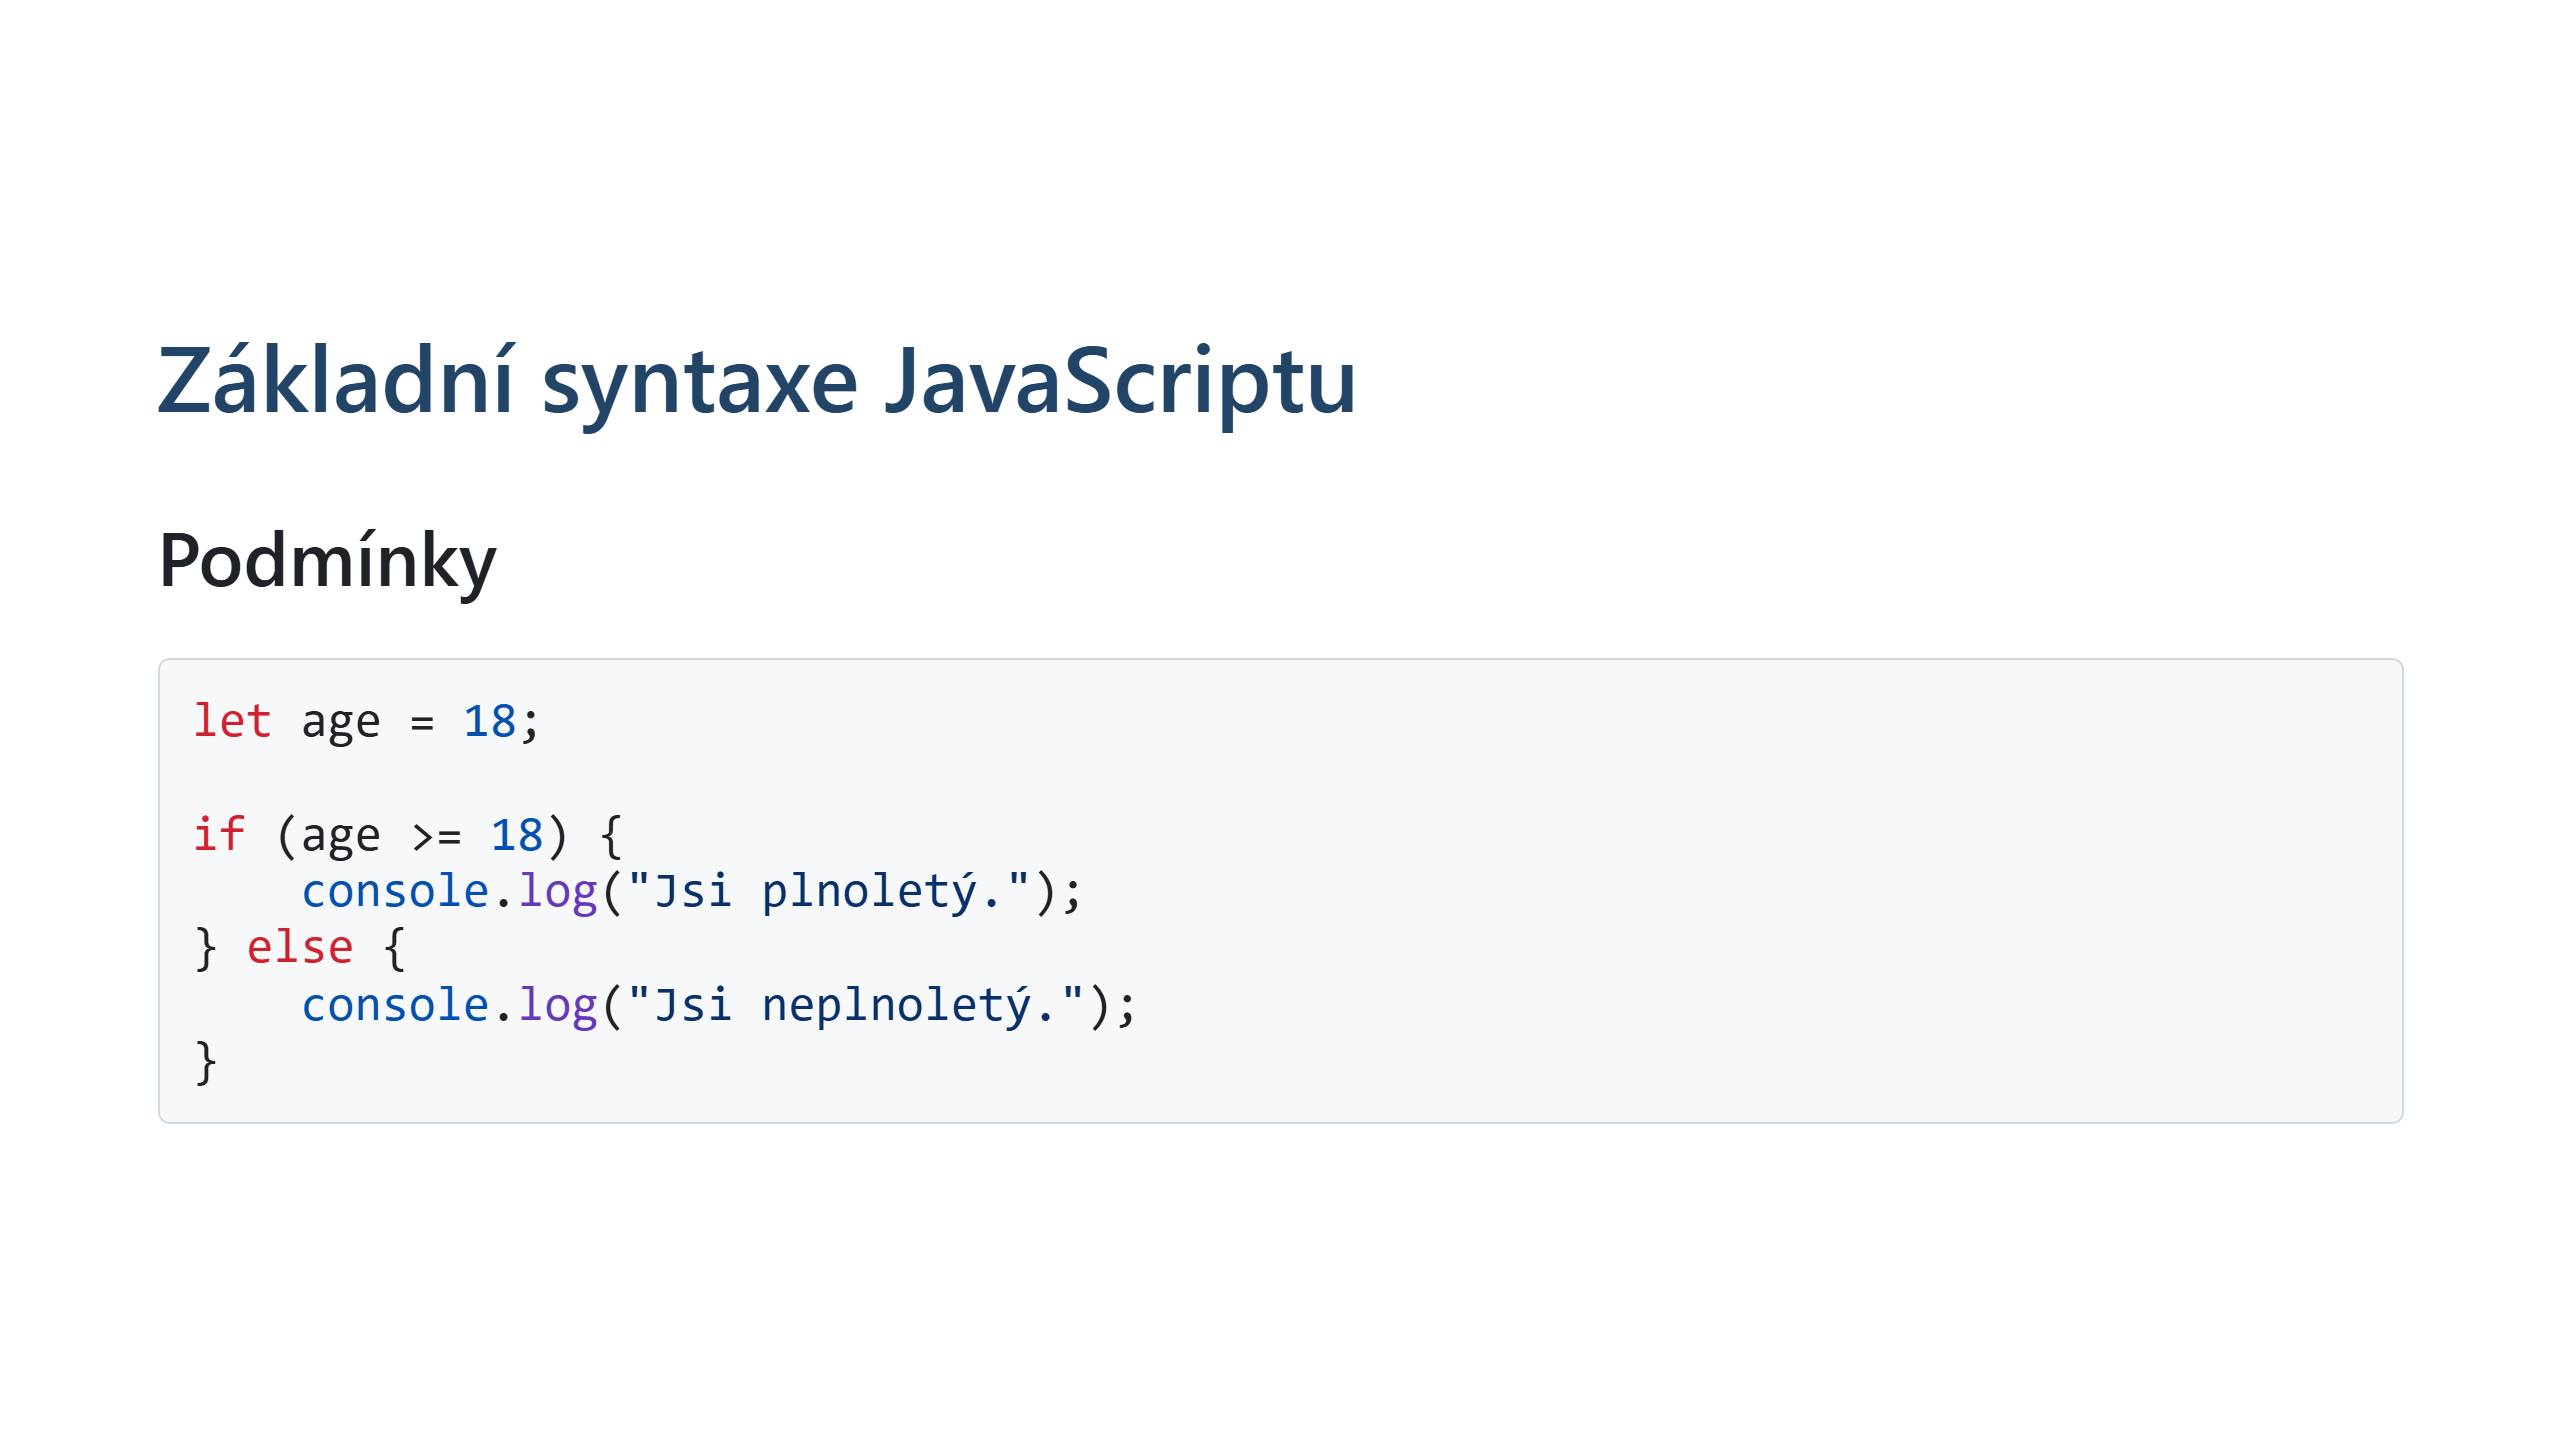 Základní syntaxe JavaScriptu
Podmínky
let age = 18;
if (age >= 18) {
    console.log("Jsi plnoletý.");
} else {
    console.log("Jsi neplnoletý.");
}